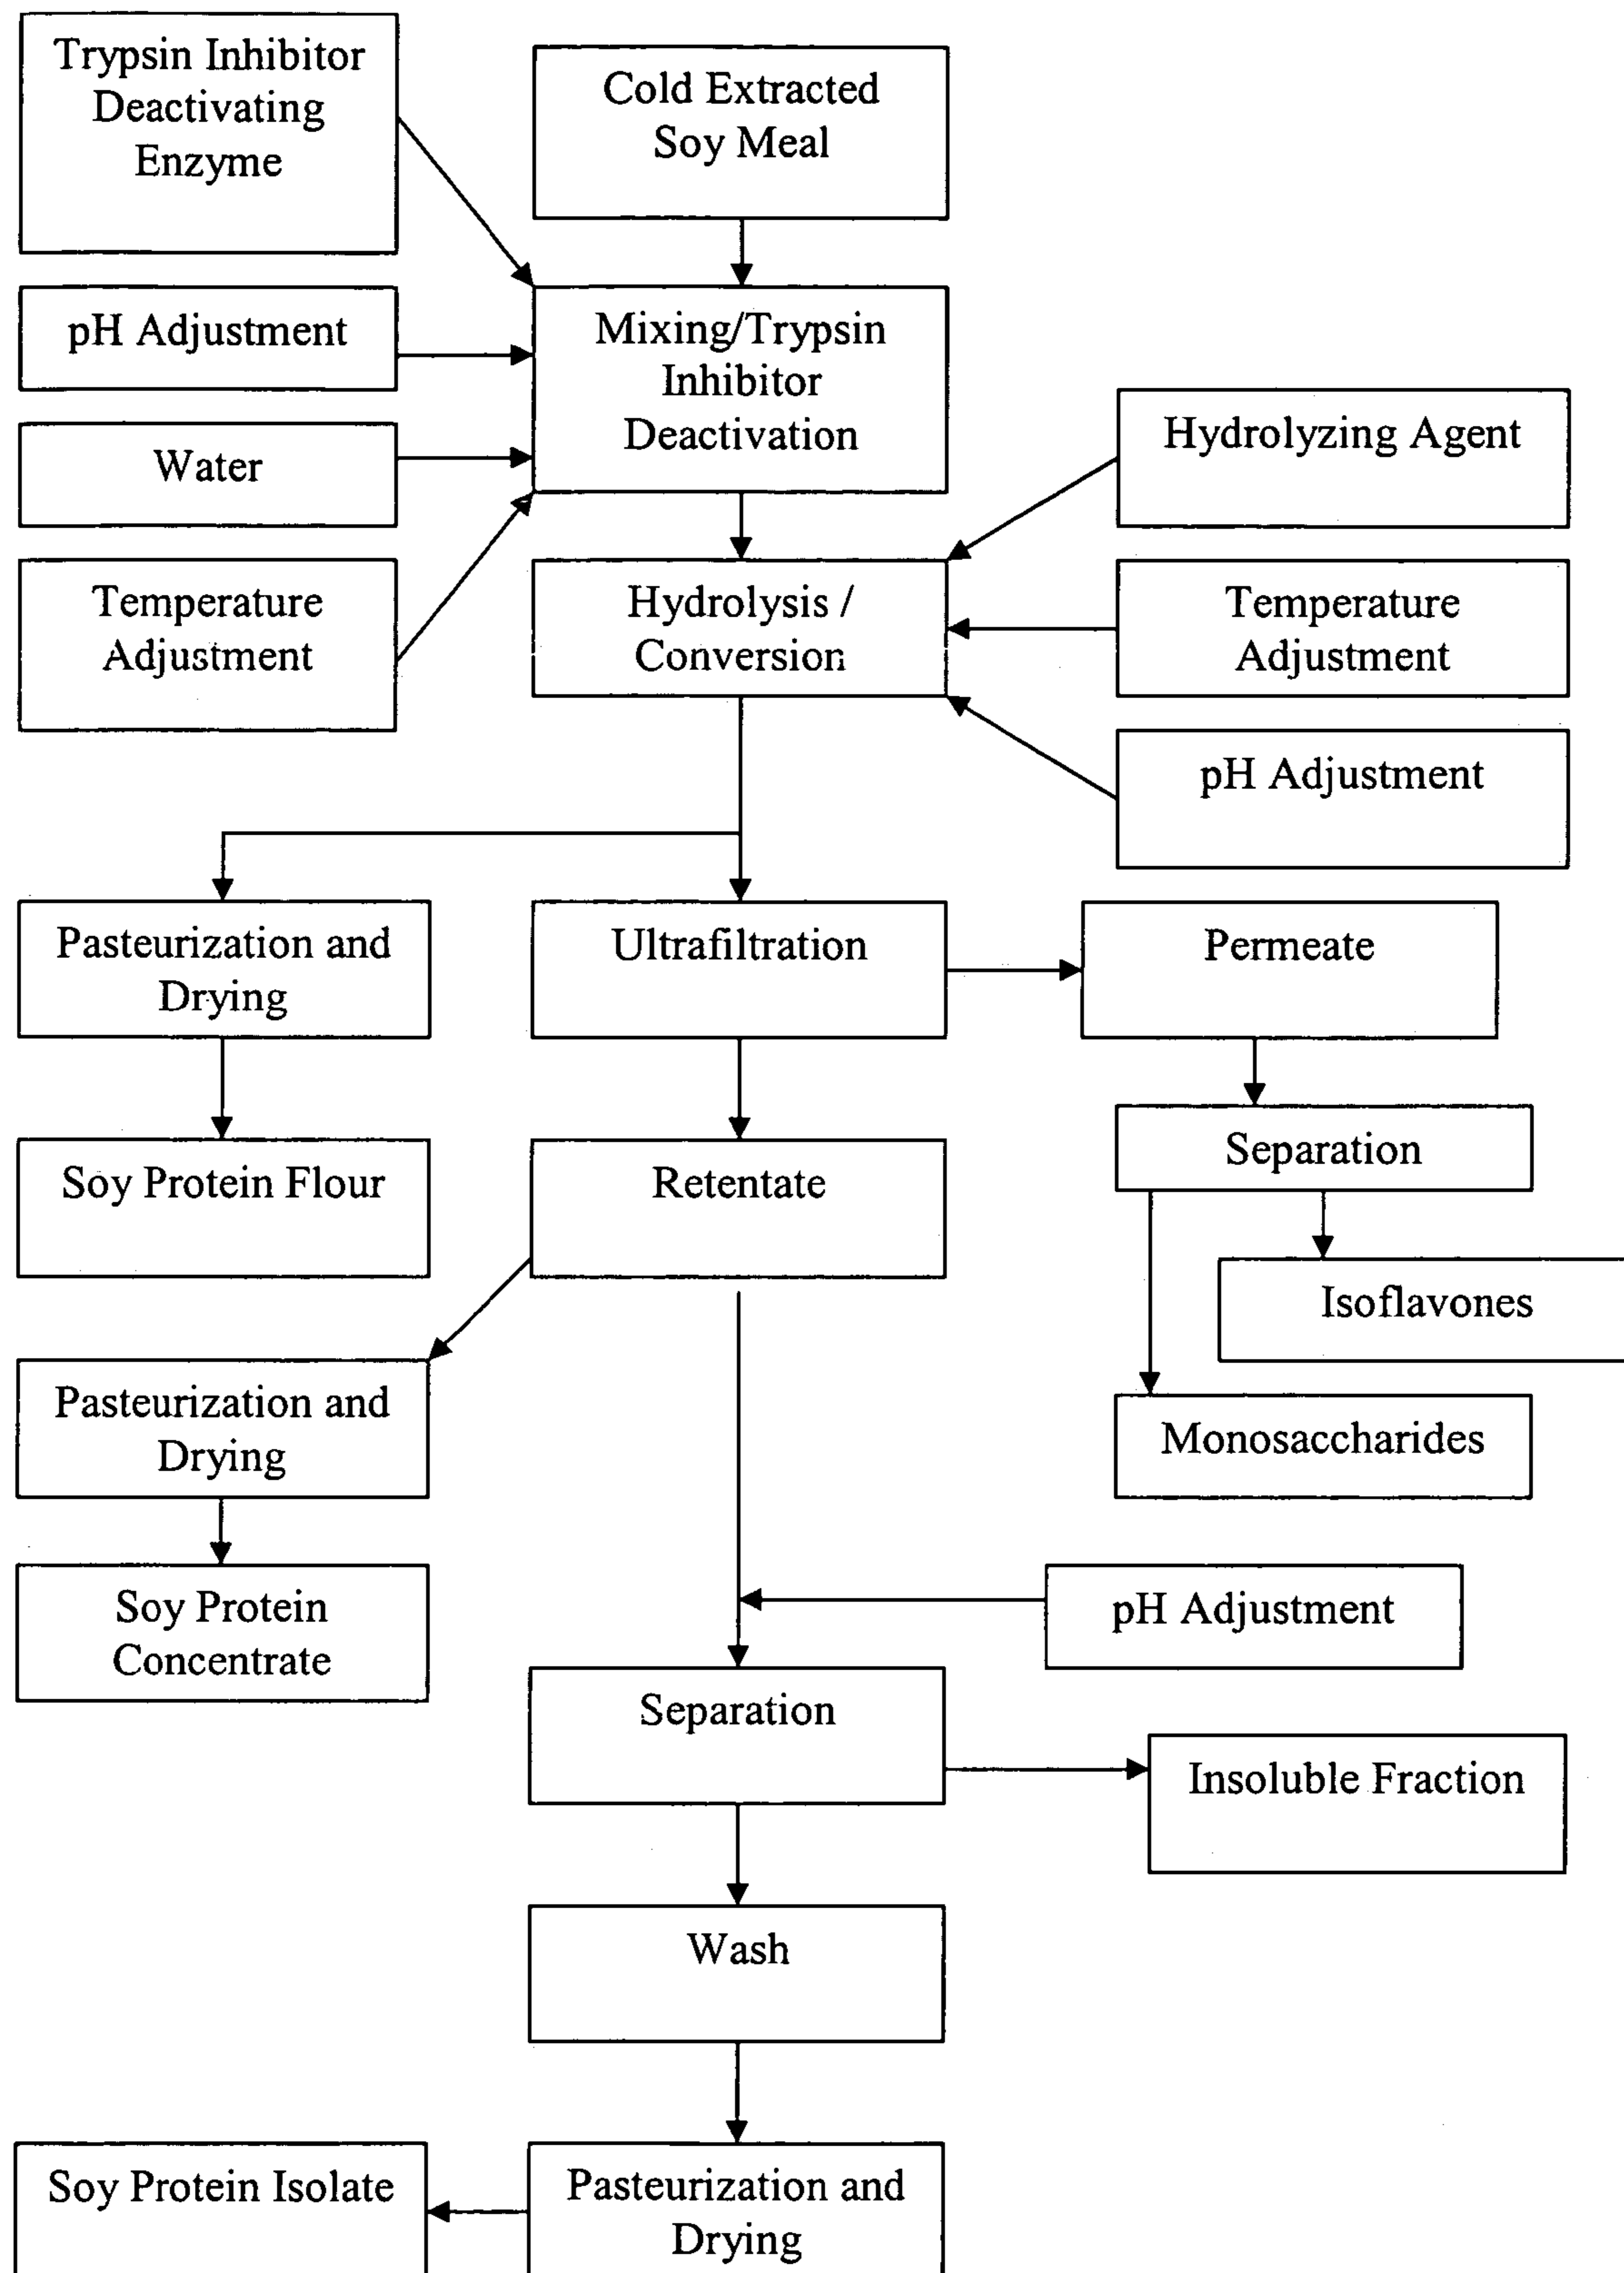 Trypsin Inhibitor
Deactivating
Enzyme
Cold Extracted
Soy Meal
pH Adjustment
Mixing/Trypsin
Inhibitor
Deactivation
Water
Hydrolyzing Agent
Temperature
Adjustment
Hydrolysis /
Conversion
Temperature
Adjustment
pH Adjustment
Pasteurization and
Drying
Ultrafiltration
Permeate
Soy Protein Flour
Retentate
Separation
Isoflavones
Pasteurization and
Drying
Monosaccharides
Soy Protein
Concentrate
pH Adjustment
Separation
Insoluble Fraction
Wash
Soy Protein Isolate
Pasteurization and
Drying